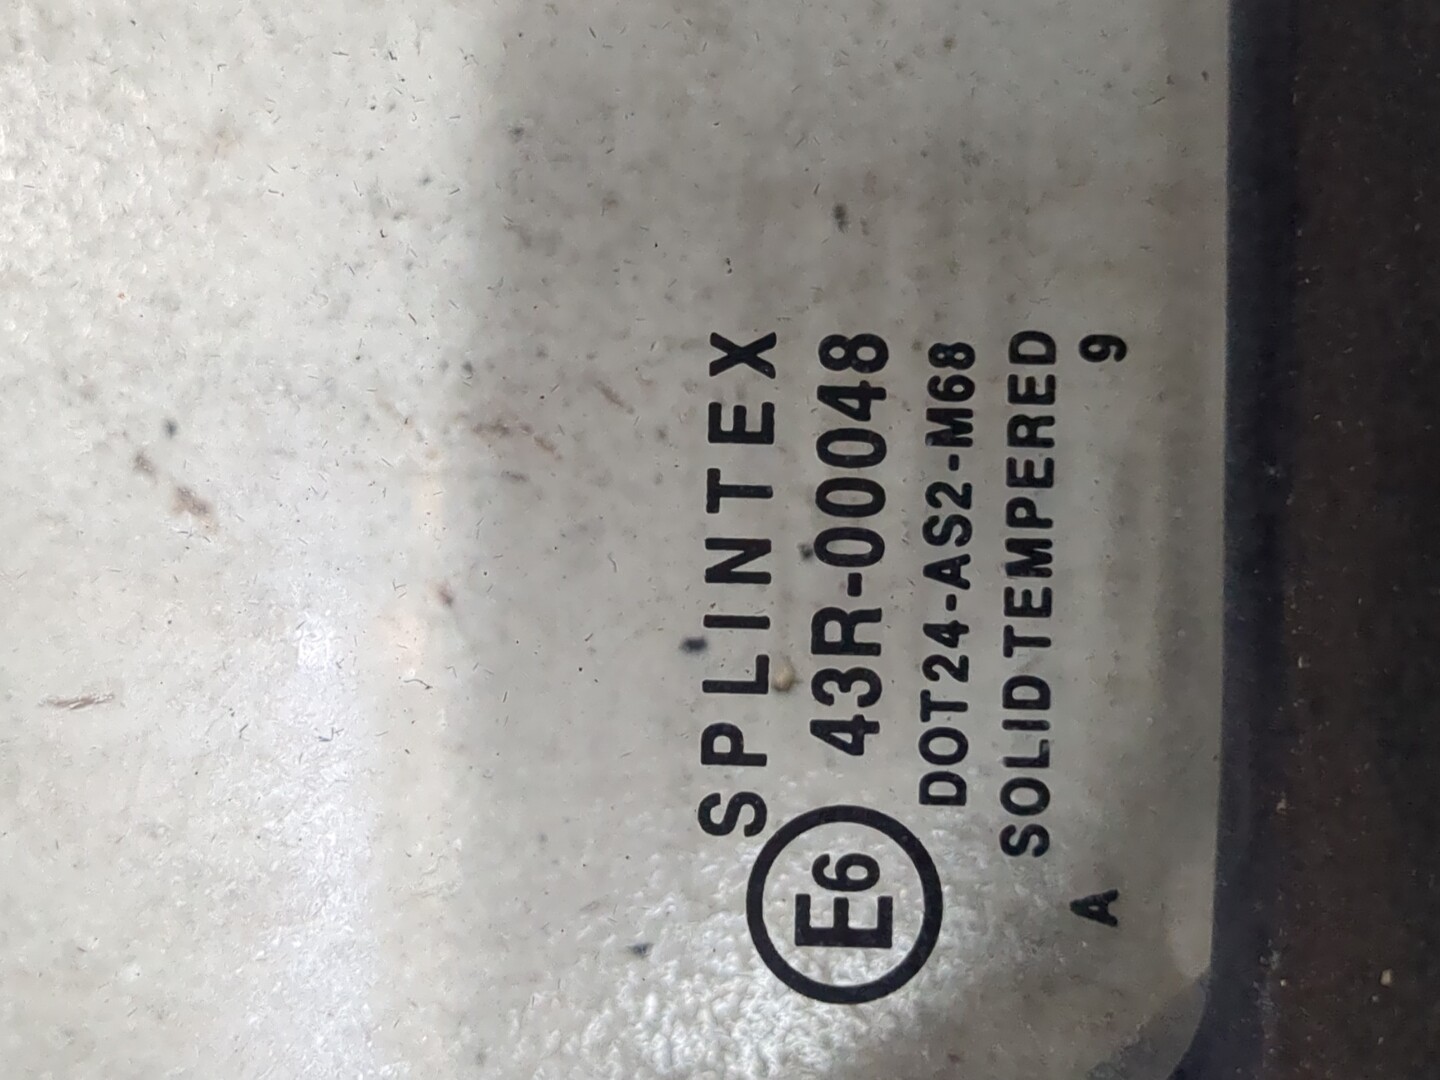 SPLINTEX
E6 43R-00048
DOT24-AS2-M68
SOLID TEMPERED
A 9